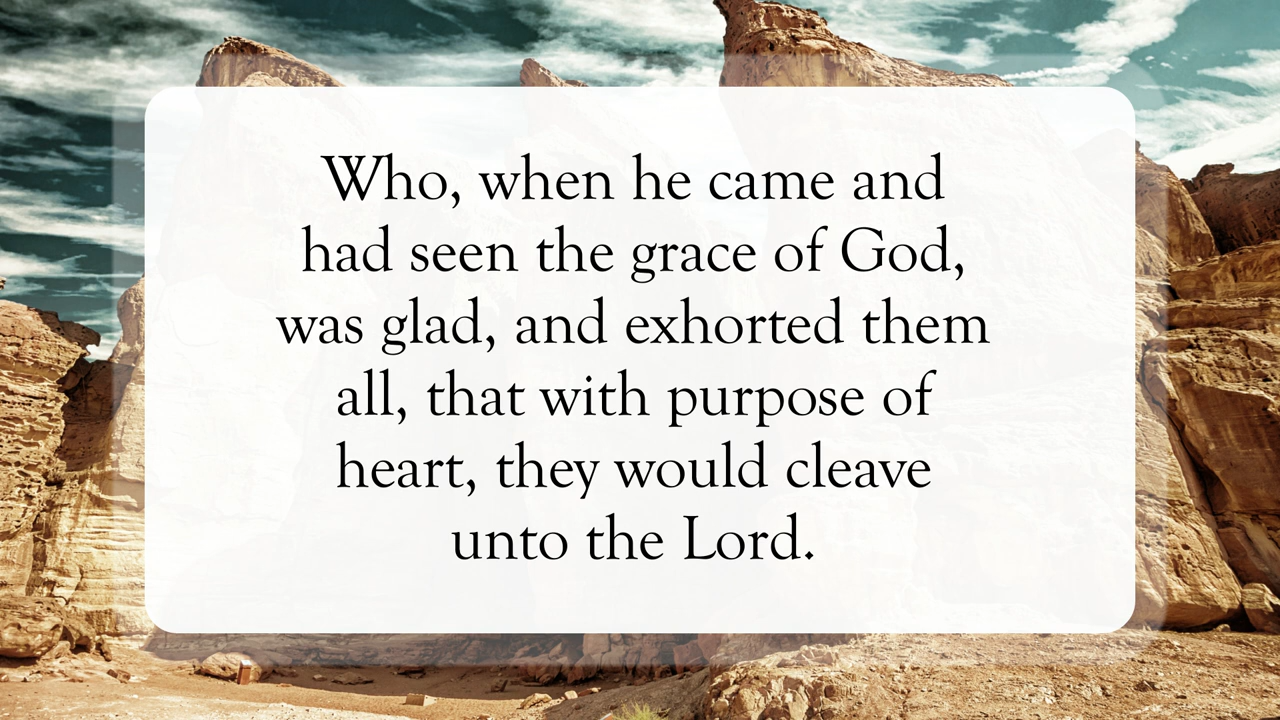 Who, when he came and
had seen the grace of God,
was glad, and exhorted them
all, that with purpose of
heart, they would cleave
unto the Lord.